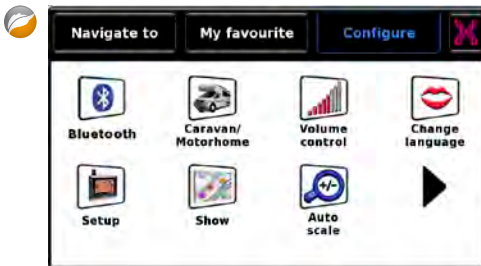 Navigate to
My favourite
Configure
Bluetooth
Caravan/
Motorhome
Volume
control
Change
language
+/-
Setup
Show
Auto
scale